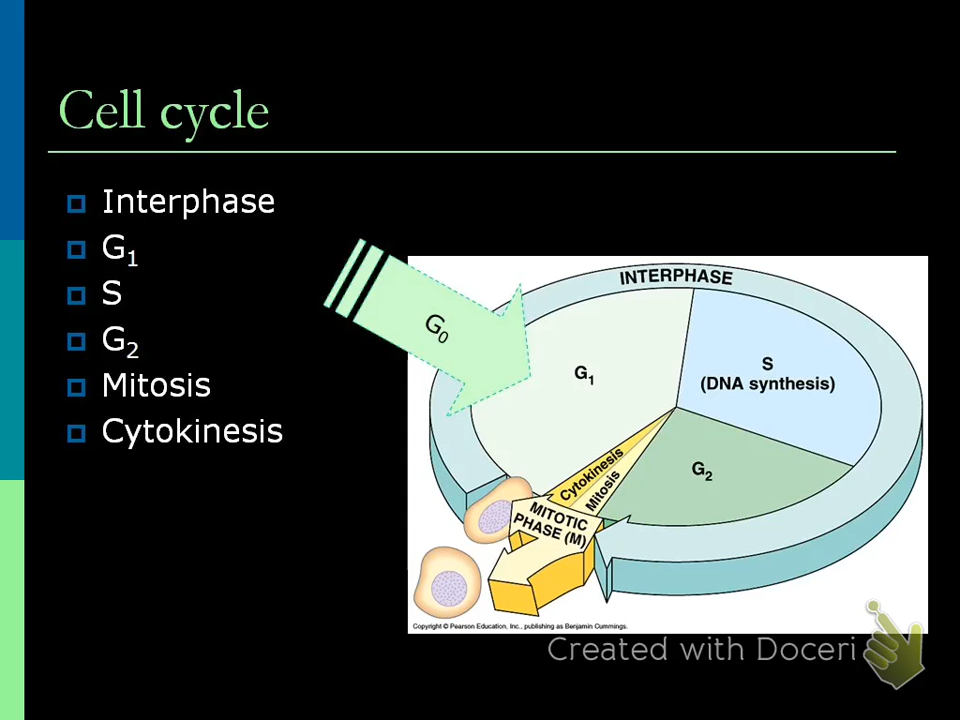 Cell cycle
Interphase
G₁
S
G₂
Mitosis
Cytokinesis
G₀
INTERPHASE
G₁
S
(DNA synthesis)
G₂
Cytokinesis
Mitosis
MITOTIC
PHASE (M)
Copyright © Pearson Education, Inc., publishing as Benjamin Cummings.
Created with Doceri